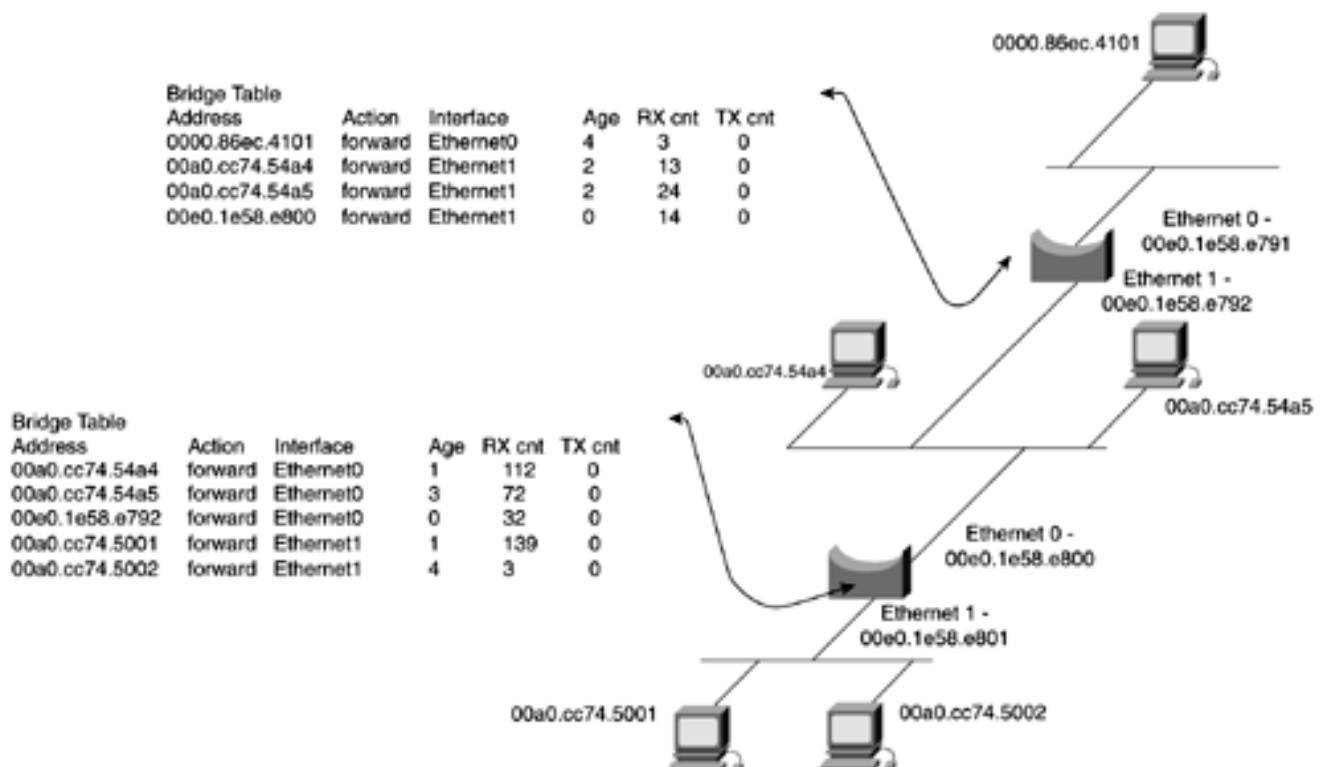 0000.86ec.4101
Bridge Table
Address Action Interface Age RX cnt TX cnt
0000.86ec.4101 forward Ethernet0 4 3 0
00a0.cc74.54a4 forward Ethernet1 2 13 0
00a0.cc74.54a5 forward Ethernet1 2 24 0
00e0.1e58.e800 forward Ethernet1 0 14 0
Ethernet 0 -
00e0.1e58.e791
Ethernet 1 -
00e0.1e58.e792
00a0.cc74.54a4
00a0.cc74.54a5
Bridge Table
Address Action Interface Age RX cnt TX cnt
00a0.cc74.54a4 forward Ethernet0 1 112 0
00a0.cc74.54a5 forward Ethernet0 3 72 0
00e0.1e58.e792 forward Ethernet0 0 32 0
00a0.cc74.5001 forward Ethernet1 1 139 0
00a0.cc74.5002 forward Ethernet1 4 3 0
Ethernet 0 -
00e0.1e58.e800
Ethernet 1 -
00e0.1e58.e801
00a0.cc74.5001
00a0.cc74.5002